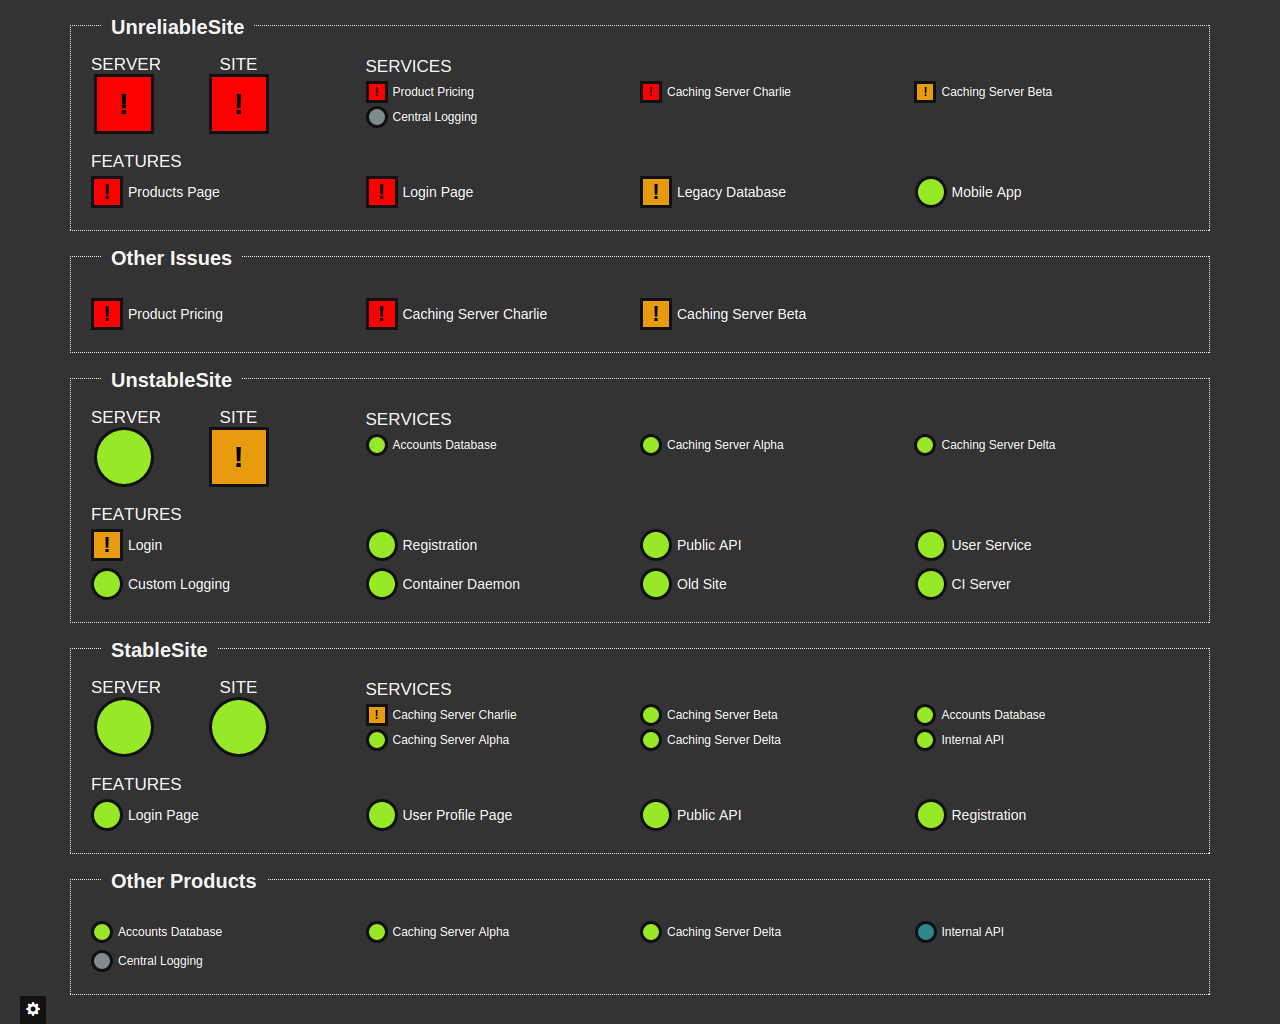 UnreliableSite
SERVER SITE SERVICES
! ! ! Product Pricing ! Caching Server Charlie ! Caching Server Beta
Central Logging
FEATURES
! Products Page ! Login Page ! Legacy Database Mobile App
Other Issues
! Product Pricing ! Caching Server Charlie ! Caching Server Beta
UnstableSite
SERVER SITE SERVICES
! Accounts Database Caching Server Alpha Caching Server Delta
FEATURES
! Login Registration Public API User Service
Custom Logging Container Daemon Old Site CI Server
StableSite
SERVER SITE SERVICES
! Caching Server Charlie Caching Server Beta Accounts Database
Caching Server Alpha Caching Server Delta Internal API
FEATURES
Login Page User Profile Page Public API Registration
Other Products
Accounts Database Caching Server Alpha Caching Server Delta Internal API
Central Logging